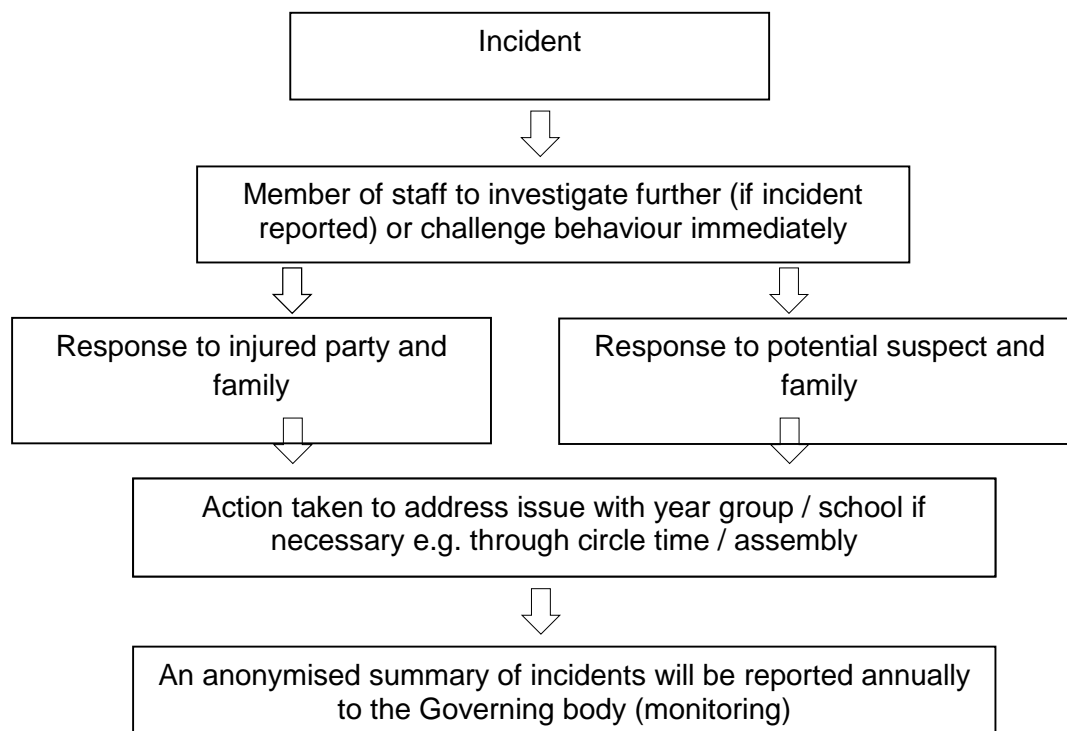 Incident
Member of staff to investigate further (if incident
reported) or challenge behaviour immediately
Response to injured party and
family
Response to potential suspect and
family
Action taken to address issue with year group / school if
necessary e.g. through circle time / assembly
An anonymised summary of incidents will be reported annually
to the Governing body (monitoring)